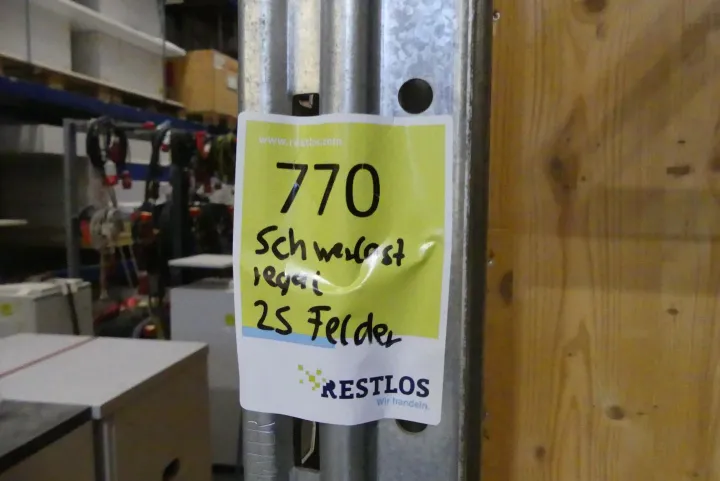 www.restlos.com
770
Schwerlast
regal
25 Felder
RESTLOS
Wir handeln.